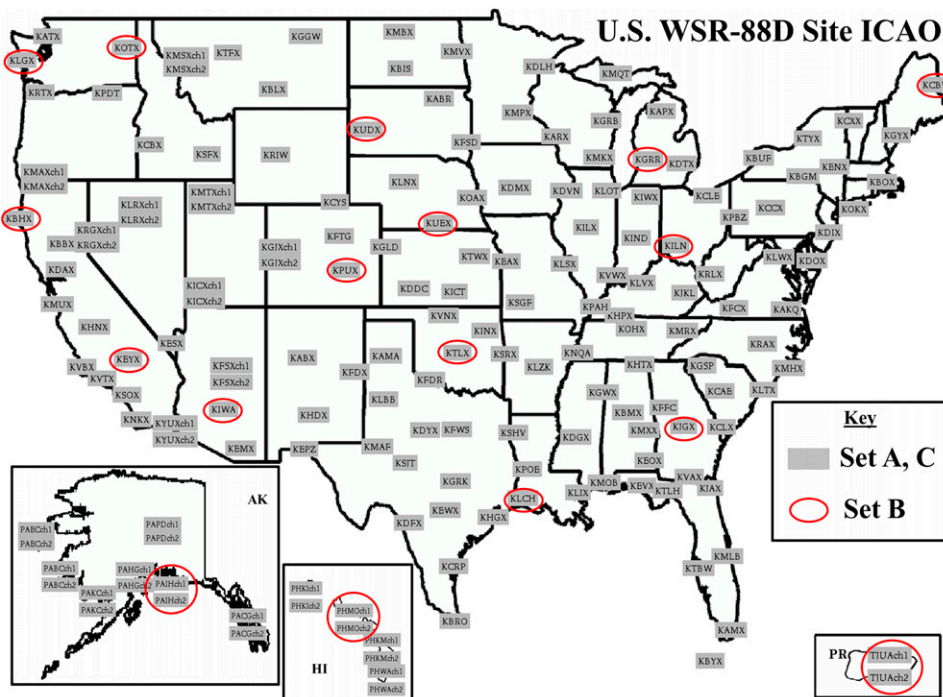 U.S. WSR-88D Site ICAO
KATX
KLGX
KOTX
KMSXch1
KMSXch2
KTFX
KGGW
KMBX
KMVX
KBIS
KDLH
KMQT
KCXX
KRTX
KPDT
KBLX
KABR
KMPX
KGRB
KAPX
KTYX
KGYX
KCBX
KSFX
KRIW
KUDX
KFSD
KARX
KMKX
KGRR
KDTX
KBUF
KENX
KBGM
KBOX
KMAXch1
KMAXch2
KMTXch1
KMTXch2
KLNX
KOAX
KDMX
KDVN
KLOT
KIWX
KCLE
KOKX
KBHX
KLRXch1
KLRXch2
KCYS
KUEX
KPBZ
KCCX
KDIX
KBBX
KRGXch1
KRGXch2
KFTG
KGLD
KTWX
KEAX
KILX
KIND
KILN
KLWX
KDOX
KGJXch1
KGJXch2
KDAX
KPUX
KLSX
KVWX
KLVX
KRLX
KMUX
KICXch1
KICXch2
KDDC
KICT
KSGF
KPAH
KHPX
KJKL
KFCX
KAKQ
KHNX
KESX
KVNX
KINX
KOHX
KMRX
KRAX
KVBX
KEYX
KVTX
KFSXch1
KFSXch2
KABX
KFDX
KAMA
KTLX
KFDR
KSRX
KLZK
KNQA
KHTX
KGSP
KMHX
KSOX
KNKX
KIWA
KLBB
KGWX
KFFC
KCAE
KLTX
KYUXch1
KYUXch2
KEMX
KHDX
KEPZ
KDYX
KFWS
KMAF
KSJT
KSHV
KDGX
KBMX
KMXX
KIGX
KCLX
KEOX
KGRK
KPOE
KLCH
KLIX
KMOB
KEVX
KTLH
KVAX
KJAX
KDFX
KEWX
KHGX
KCRP
KBRO
KTBW
KMLB
KAMX
KBYX
Key
Set A, C
Set B
AK
PAECch1
PAECch2
PAPDch1
PAPDch2
PABCch1
PABCch2
PAHGch1
PAHGch2
PAIHch1
PAIHch2
PAKCch1
PAKCch2
PACGch1
PACGch2
HI
PHKIch1
PHKIch2
PHMOch1
PHMOch2
PHKMch1
PHKMch2
PHWAch1
PHWAch2
PR
TJUAch1
TJUAch2